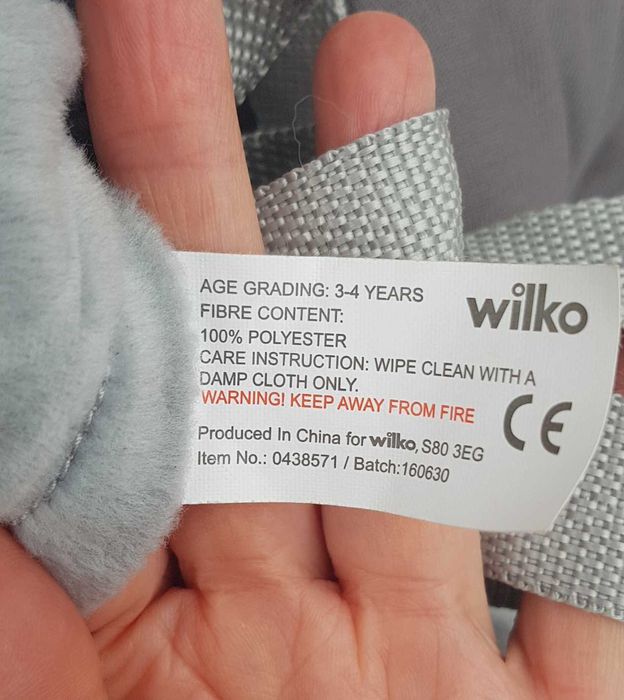 AGE GRADING: 3-4 YEARS
wilko
FIBRE CONTENT:
100% POLYESTER
CARE INSTRUCTION: WIPE CLEAN WITH A
DAMP CLOTH ONLY.
WARNING! KEEP AWAY FROM FIRE
CE
Produced In China for wilko, S80 3EG
Item No.: 0438571 / Batch:160630